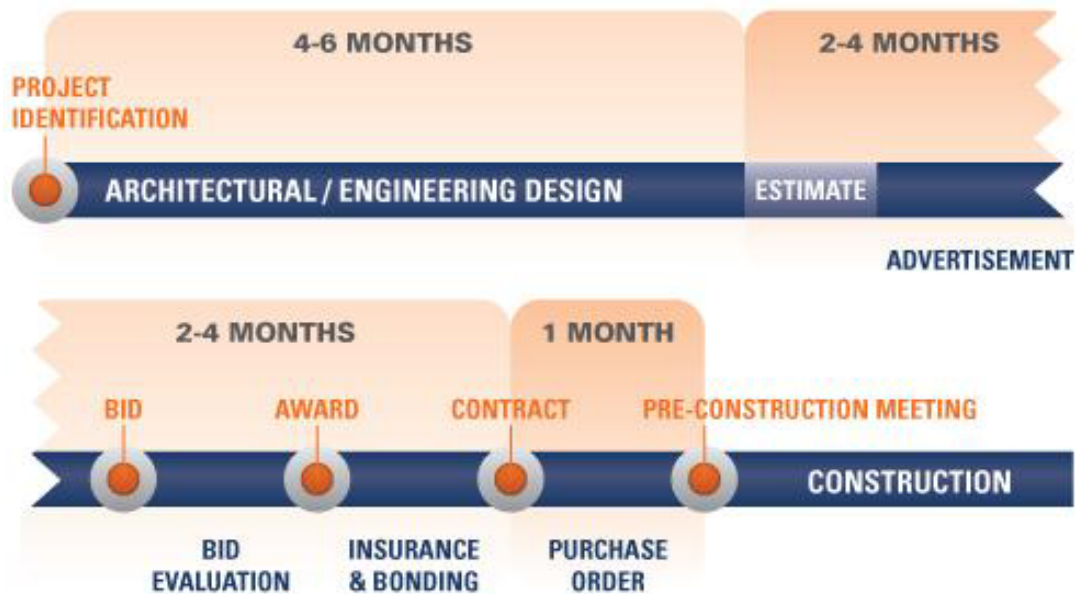 4-6 MONTHS
2-4 MONTHS
PROJECT
IDENTIFICATION
ARCHITECTURAL / ENGINEERING DESIGN
ESTIMATE
ADVERTISEMENT
2-4 MONTHS
1 MONTH
BID
AWARD
CONTRACT
PRE-CONSTRUCTION MEETING
CONSTRUCTION
BID
EVALUATION
INSURANCE
& BONDING
PURCHASE
ORDER